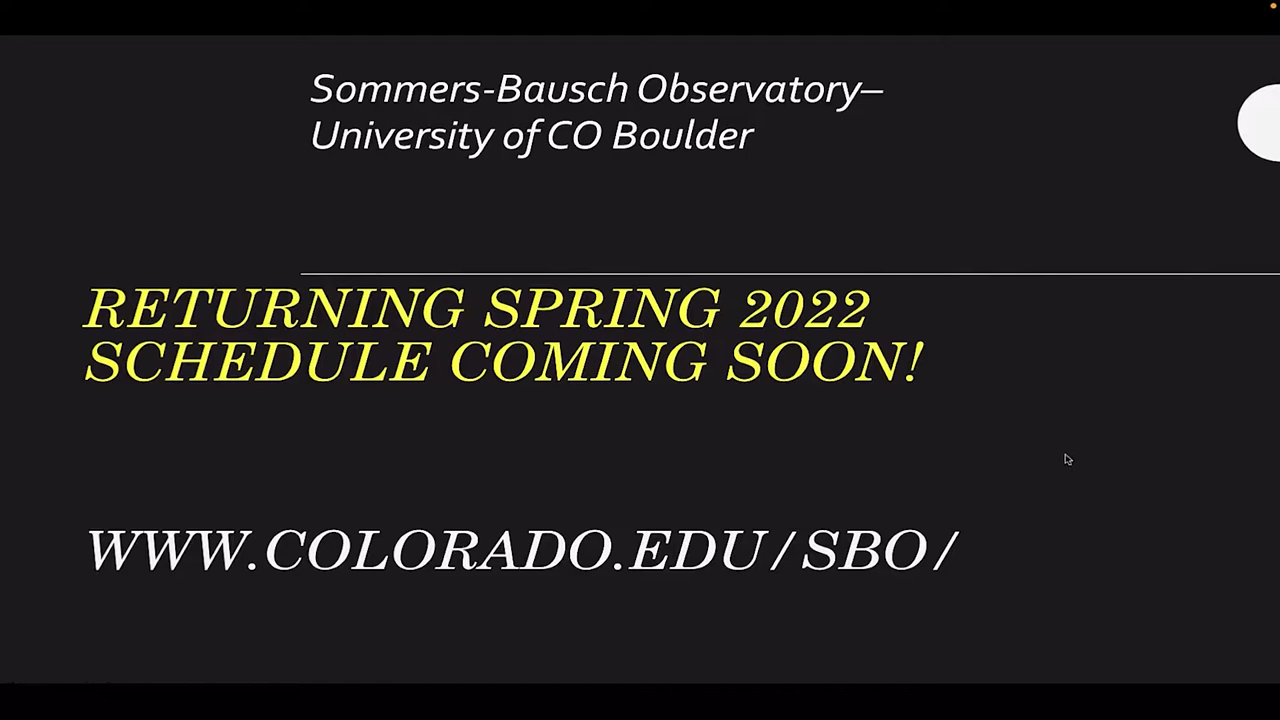 Sommers-Bausch Observatory–
University of CO Boulder
RETURNING SPRING 2022
SCHEDULE COMING SOON!
WWW.COLORADO.EDU/SBO/